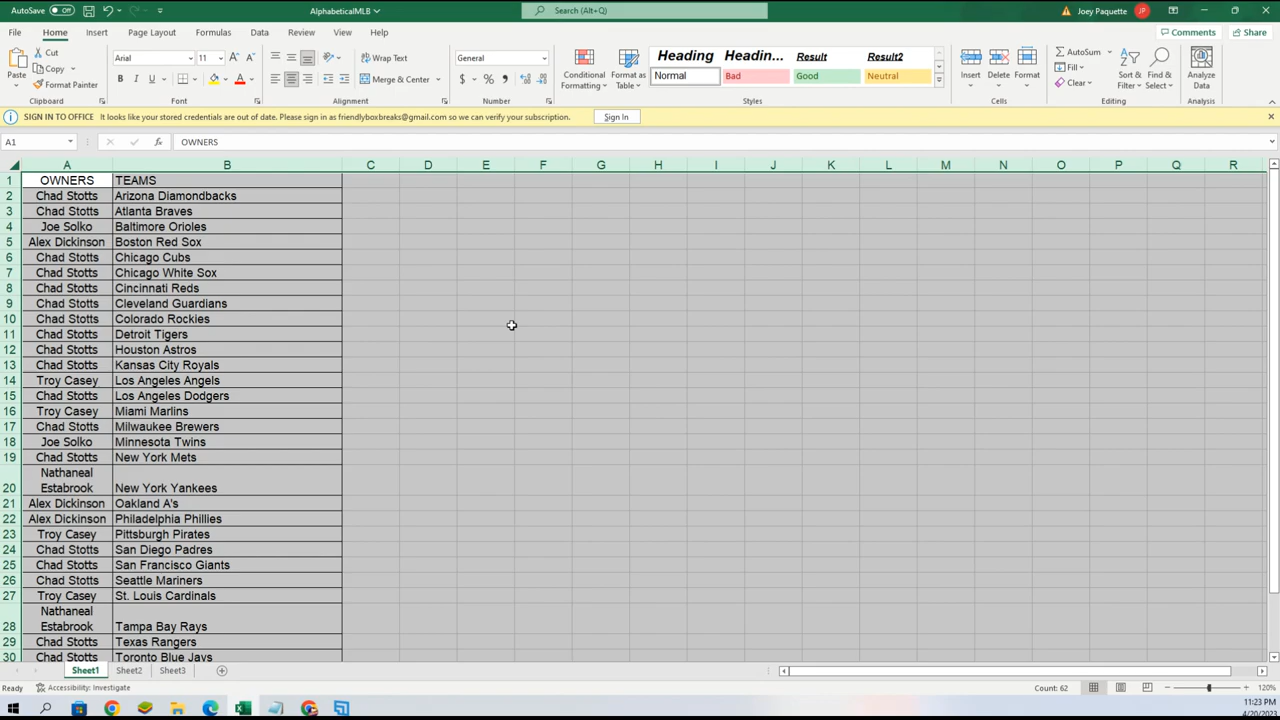 AutoSave Off AlphabeticalMLB Search (Alt+Q) Joey Paquette JP
File Home Insert Page Layout Formulas Data Review View Help Comments Share
Paste Cut Copy Format Painter Clipboard
Arial 11 B I U A Font
Wrap Text Merge & Center Alignment
General $ % Number
Conditional Formatting Format as Table
Heading Headin... Result Result2
Normal Bad Good Neutral
Styles
Insert Delete Format Cells
AutoSum Fill Clear Sort & Filter Find & Select Editing
Analyze Data Analysis
SIGN IN TO OFFICE It looks like your stored credentials are out of date. Please sign in as friendlyboxbreaks@gmail.com so we can verify your subscription. Sign In
A1 fx OWNERS
A B C D E F G H I J K L M N O P Q R
1 OWNERS TEAMS
2 Chad Stotts Arizona Diamondbacks
3 Chad Stotts Atlanta Braves
4 Joe Solko Baltimore Orioles
5 Alex Dickinson Boston Red Sox
6 Chad Stotts Chicago Cubs
7 Chad Stotts Chicago White Sox
8 Chad Stotts Cincinnati Reds
9 Chad Stotts Cleveland Guardians
10 Chad Stotts Colorado Rockies
11 Chad Stotts Detroit Tigers
12 Chad Stotts Houston Astros
13 Chad Stotts Kansas City Royals
14 Troy Casey Los Angeles Angels
15 Chad Stotts Los Angeles Dodgers
16 Troy Casey Miami Marlins
17 Chad Stotts Milwaukee Brewers
18 Joe Solko Minnesota Twins
19 Chad Stotts New York Mets
Nathaneal
20 Estabrook New York Yankees
21 Alex Dickinson Oakland A's
22 Alex Dickinson Philadelphia Phillies
23 Troy Casey Pittsburgh Pirates
24 Chad Stotts San Diego Padres
25 Chad Stotts San Francisco Giants
26 Chad Stotts Seattle Mariners
27 Troy Casey St. Louis Cardinals
Nathaneal
28 Estabrook Tampa Bay Rays
29 Chad Stotts Texas Rangers
30 Chad Stotts Toronto Blue Jays
Sheet1 Sheet2 Sheet3
Ready Accessibility: Investigate Count: 62 120%
11:23 PM
4/20/2023